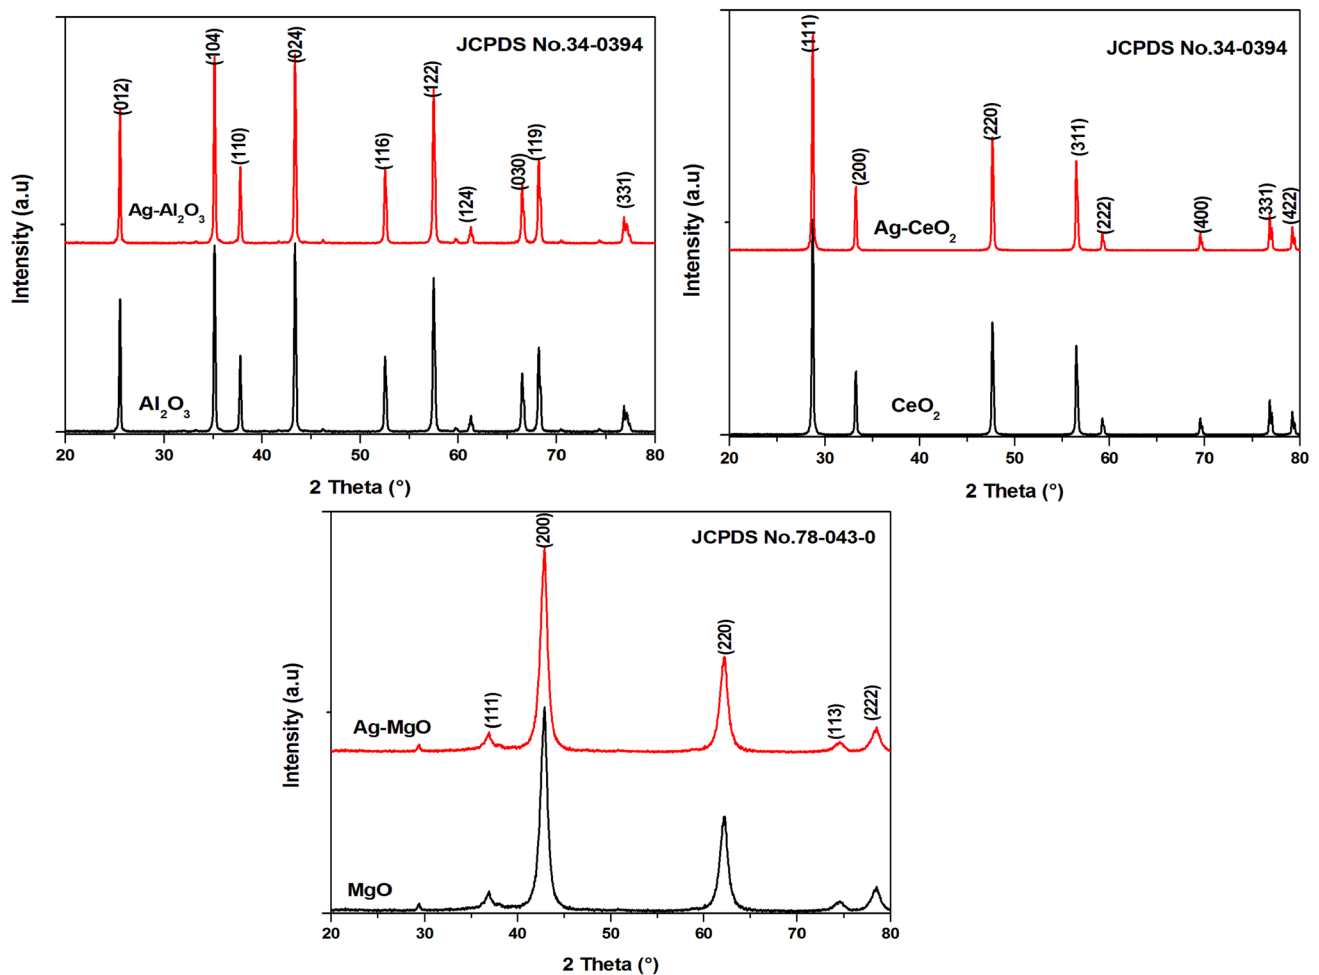 JCPDS No.34-0394
(012)
(104)
(110)
(024)
(116)
(122)
(124)
(030)
(119)
(331)
Ag-Al2O3
Al2O3
Intensity (a.u)
20 30 40 50 60 70 80
2 Theta (°)
JCPDS No.34-0394
(111)
(200)
(220)
(311)
(222)
(400)
(331)
(422)
Ag-CeO2
CeO2
Intensity (a.u)
20 30 40 50 60 70 80
2 Theta (°)
JCPDS No.78-043-0
(111)
(200)
(220)
(113)
(222)
Ag-MgO
MgO
Intensity (a.u)
20 30 40 50 60 70 80
2 Theta (°)